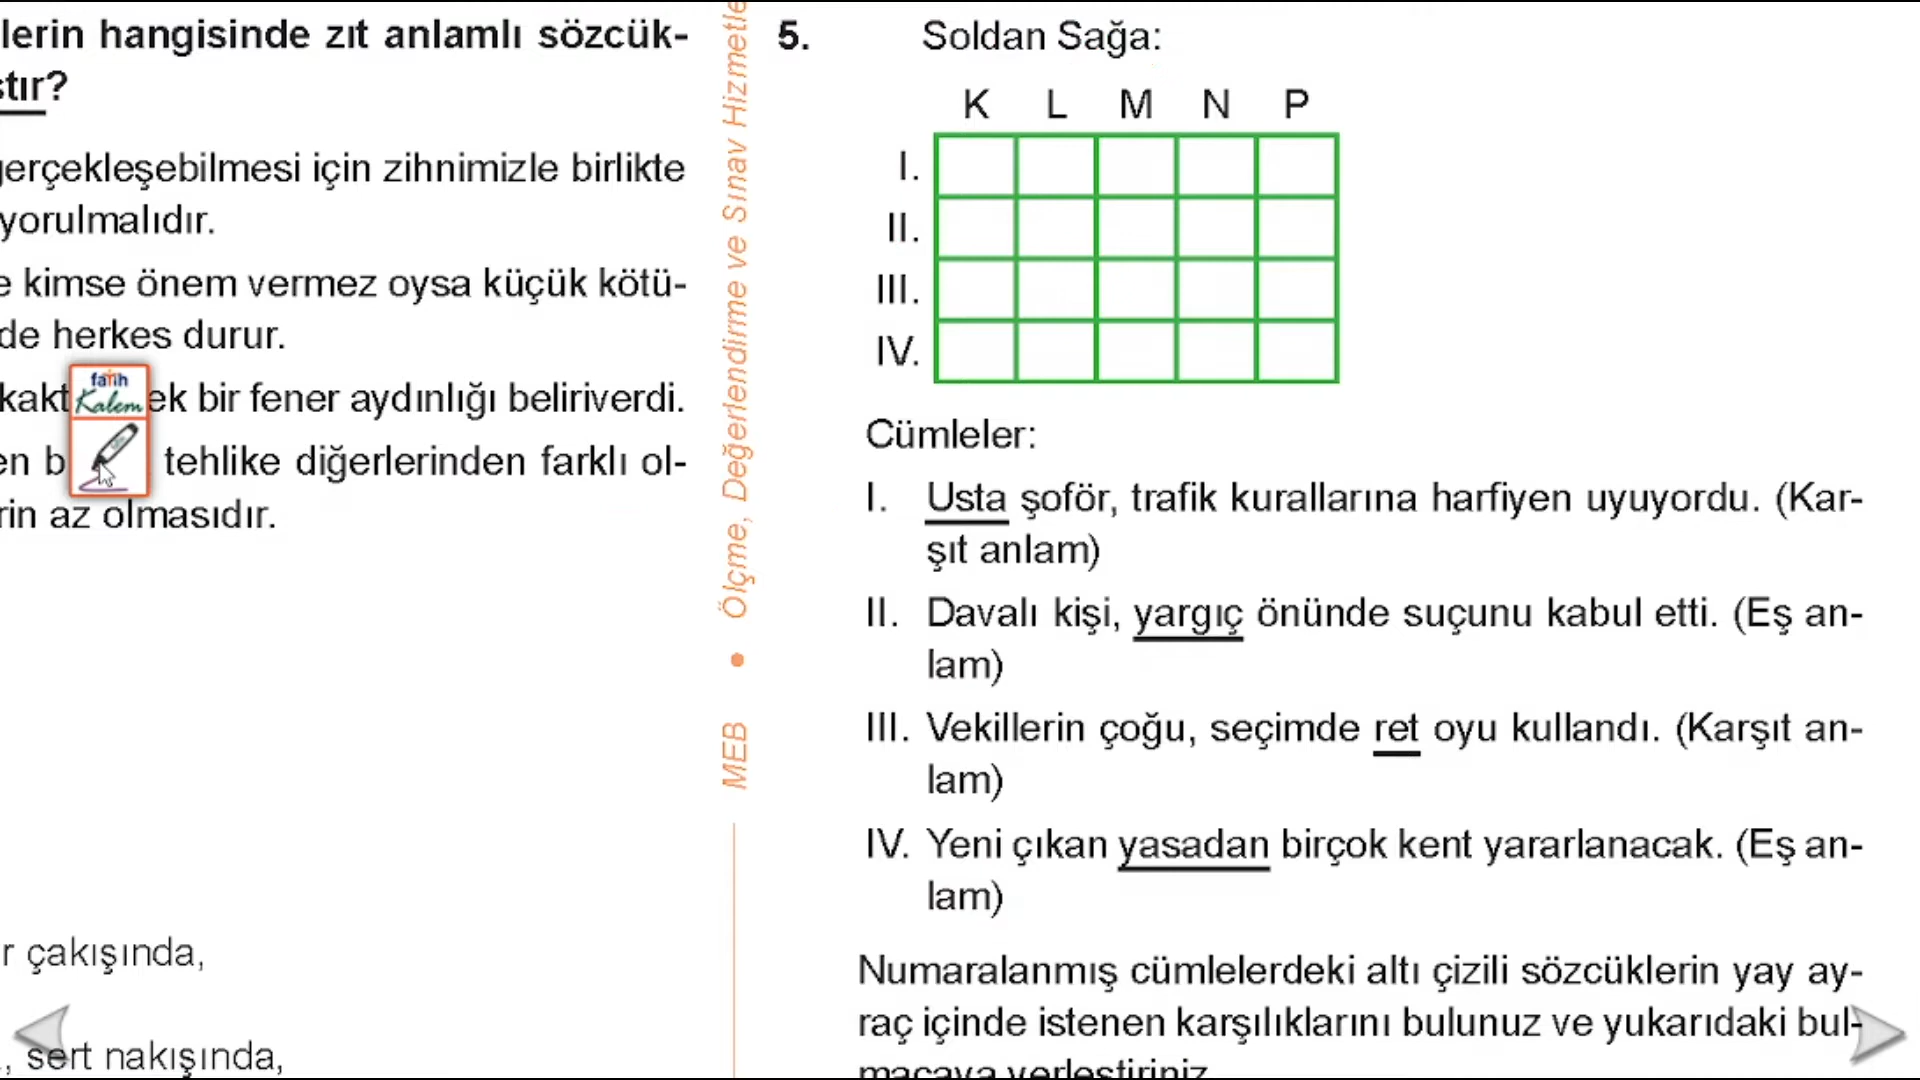 lerin hangisinde zıt anlamlı sözcük-
ştır?
gerçekleşebilmesi için zihnimizle birlikte
yorulmalıdır.
e kimse önem vermez oysa küçük kötü-
de herkes durur.
fatih
Kalem
kakt ek bir fener aydınlığı beliriverdi.
en b tehlike diğerlerinden farklı ol-
rin az olmasıdır.
r çakışında,
, sert nakışında,
MEB • Ölçme, Değerlendirme ve Sınav Hizmetle
5. Soldan Sağa:
K L M N P
I.
II.
III.
IV.
Cümleler:
I. Usta şoför, trafik kurallarına harfiyen uyuyordu. (Kar-
şıt anlam)
II. Davalı kişi, yargıç önünde suçunu kabul etti. (Eş an-
lam)
III. Vekillerin çoğu, seçimde ret oyu kullandı. (Karşıt an-
lam)
IV. Yeni çıkan yasadan birçok kent yararlanacak. (Eş an-
lam)
Numaralanmış cümlelerdeki altı çizili sözcüklerin yay ay-
raç içinde istenen karşılıklarını bulunuz ve yukarıdaki bul-
macaya yerleştiriniz.